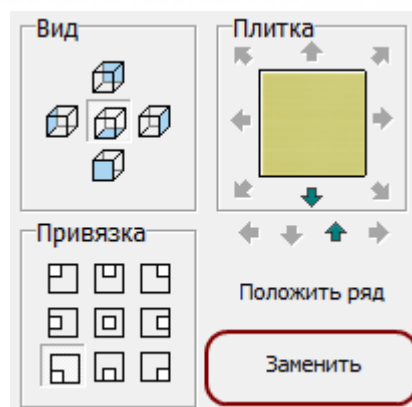 Вид
Плитка
Привязка
Положить ряд
Заменить